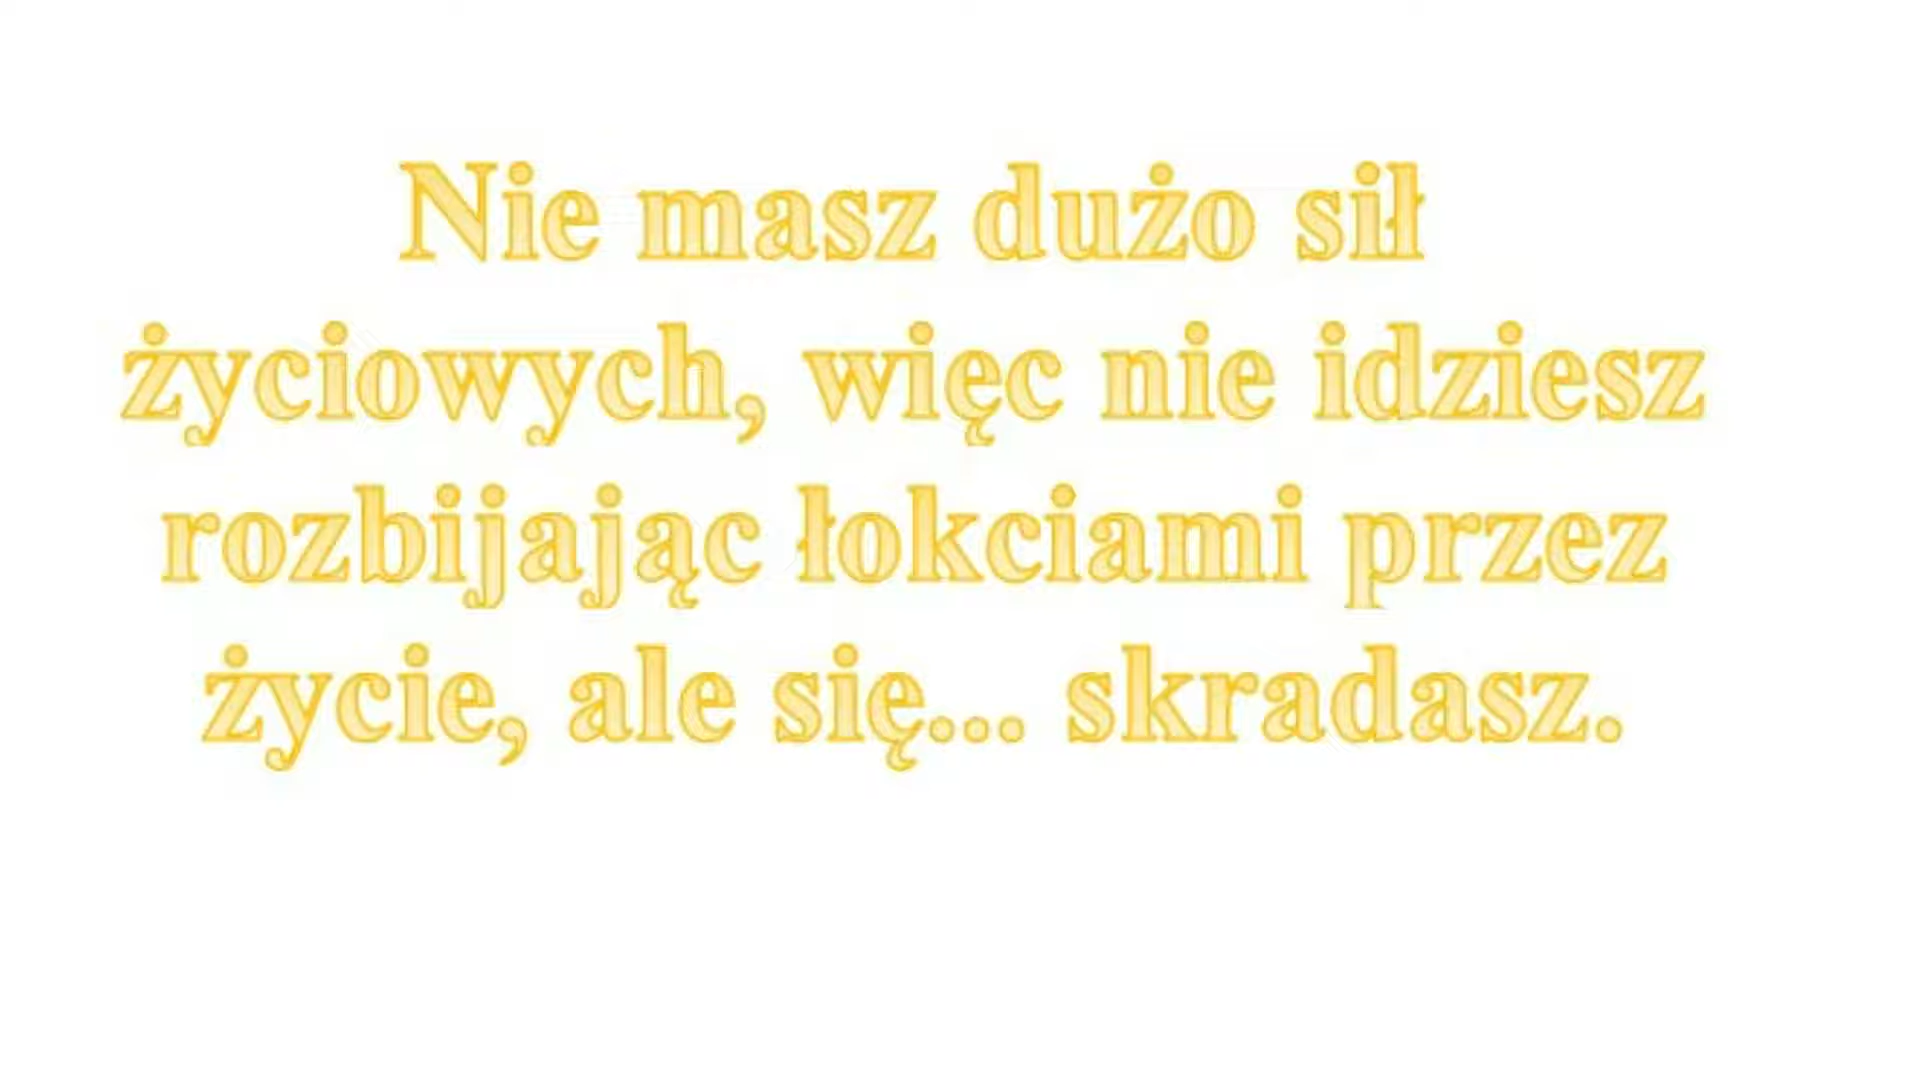 Nie masz dużo sił
życiowych, więc nie idziesz
rozbijając łokciami przez
życie, ale się... skradasz.